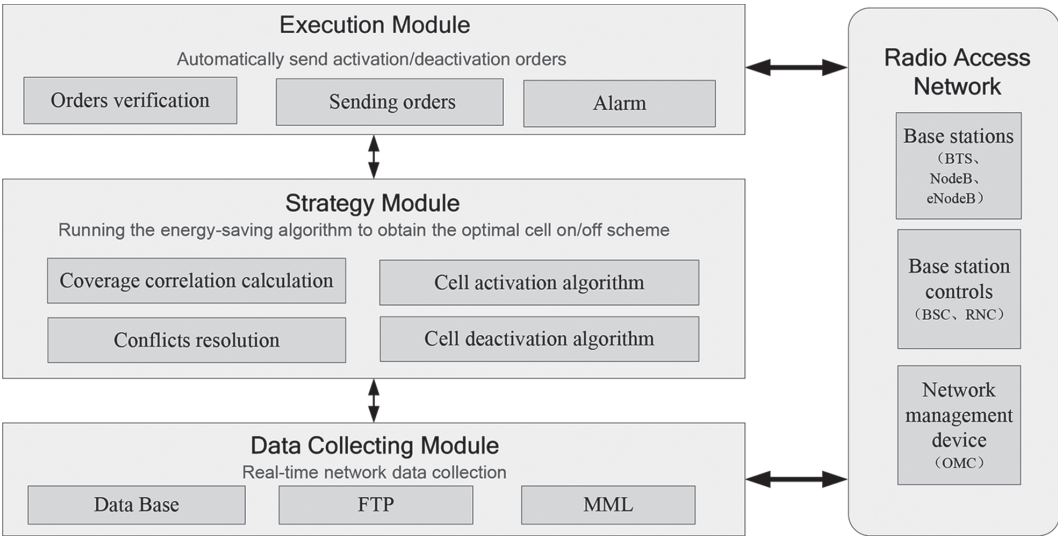 Execution Module
Automatically send activation/deactivation orders
Orders verification
Sending orders
Alarm
Strategy Module
Running the energy-saving algorithm to obtain the optimal cell on/off scheme
Coverage correlation calculation
Cell activation algorithm
Conflicts resolution
Cell deactivation algorithm
Data Collecting Module
Real-time network data collection
Data Base
FTP
MML
Radio Access
Network
Base stations
（BTS、
NodeB、
eNodeB）
Base station
controls
（BSC、RNC）
Network
management
device
（OMC）